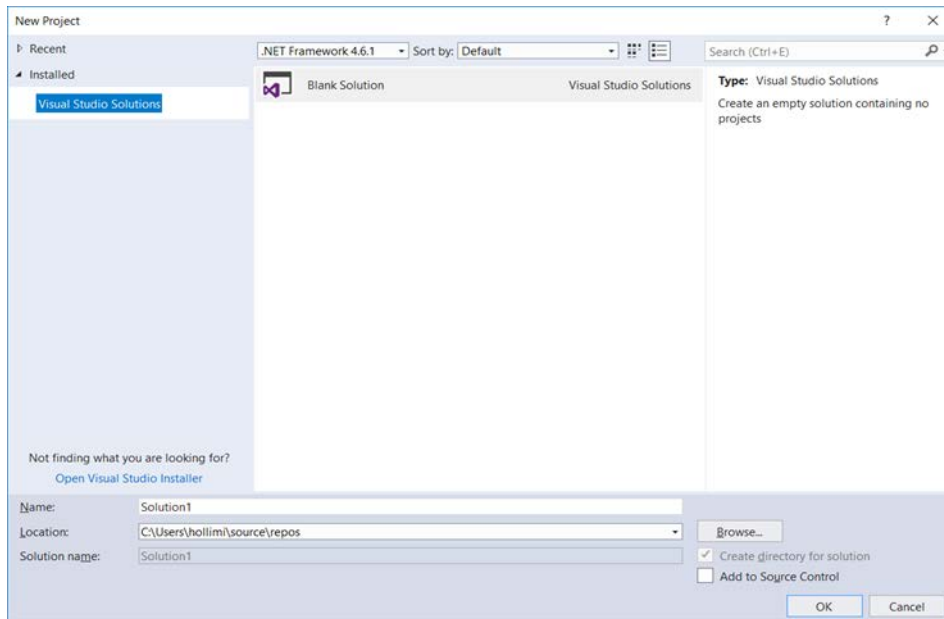 New Project
Recent
Installed
Visual Studio Solutions
Not finding what you are looking for?
Open Visual Studio Installer
.NET Framework 4.6.1
Sort by: Default
Blank Solution
Visual Studio Solutions
Search (Ctrl+E)
Type: Visual Studio Solutions
Create an empty solution containing no
projects
Name: Solution1
Location: C:\Users\hollimi\source\repos
Browse...
Solution name: Solution1
Create directory for solution
Add to Source Control
OK
Cancel